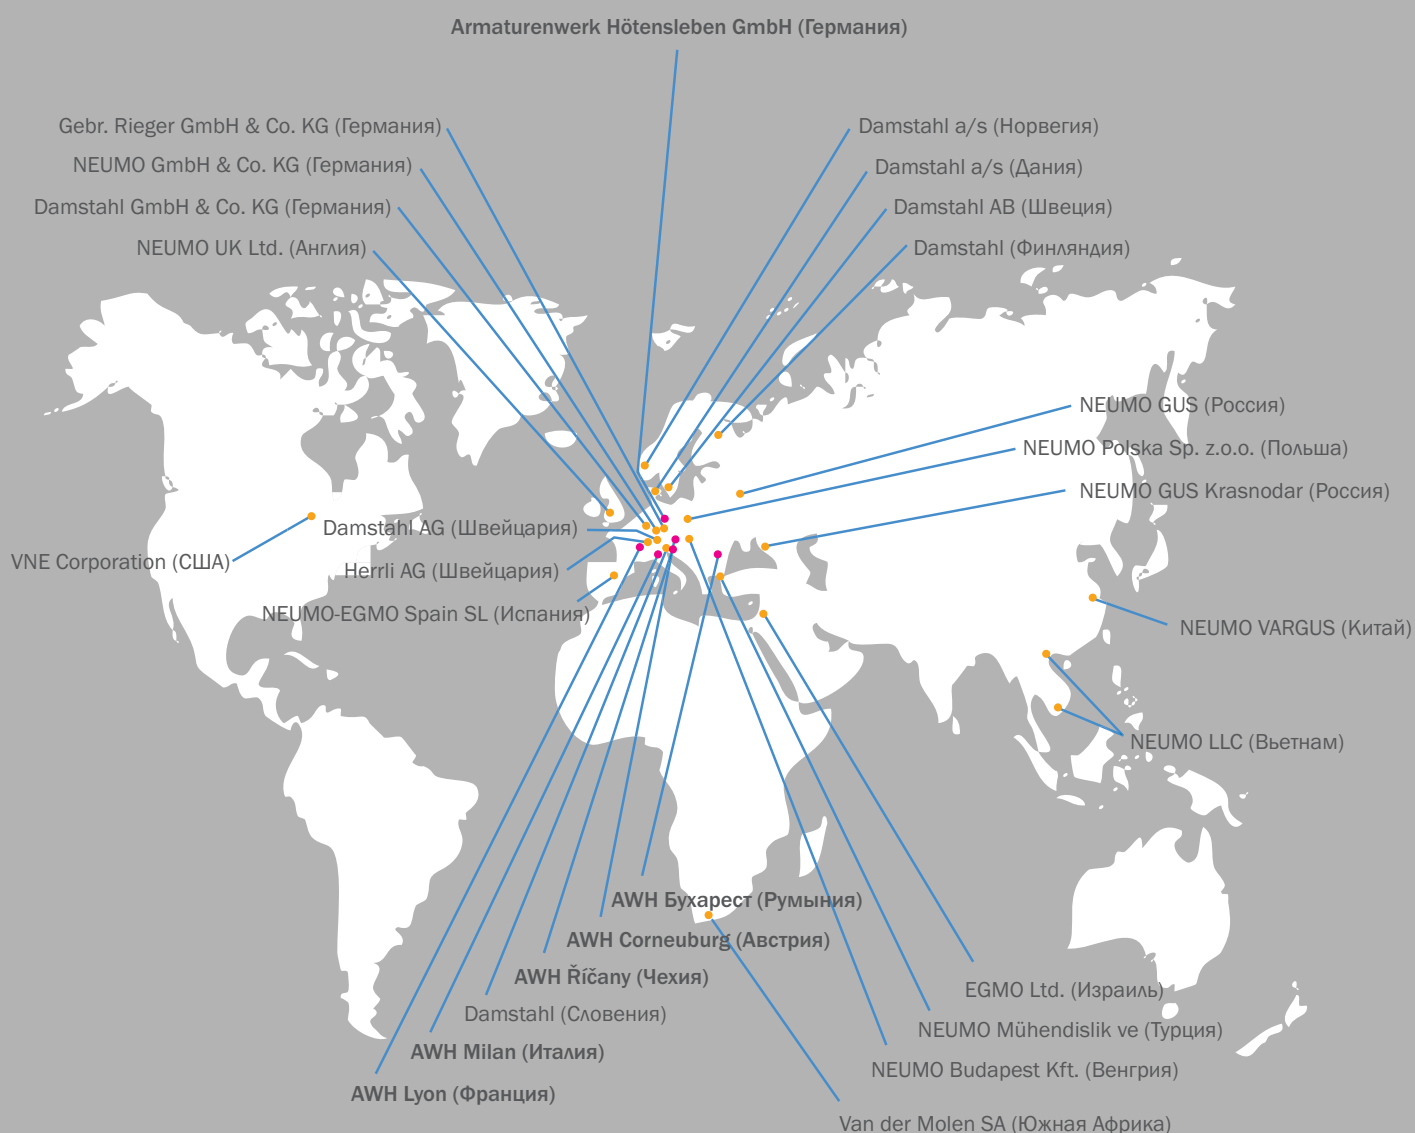 Armaturenwerk Hötensleben GmbH (Германия)
Gebr. Rieger GmbH & Co. KG (Германия)
NEUMO GmbH & Co. KG (Германия)
Damstahl GmbH & Co. KG (Германия)
NEUMO UK Ltd. (Англия)
Damstahl a/s (Норвегия)
Damstahl a/s (Дания)
Damstahl AB (Швеция)
Damstahl (Финляндия)
NEUMO GUS (Россия)
NEUMO Polska Sp. z.o.o. (Польша)
NEUMO GUS Krasnodar (Россия)
Damstahl AG (Швейцария)
VNE Corporation (США)
Herrli AG (Швейцария)
NEUMO-EGMO Spain SL (Испания)
NEUMO VARGUS (Китай)
NEUMO LLC (Вьетнам)
AWH Бухарест (Румыния)
AWH Corneuburg (Австрия)
AWH Říčany (Чехия)
Damstahl (Словения)
AWH Milan (Италия)
AWH Lyon (Франция)
EGMO Ltd. (Израиль)
NEUMO Mühendislik ve (Турция)
NEUMO Budapest Kft. (Венгрия)
Van der Molen SA (Южная Африка)